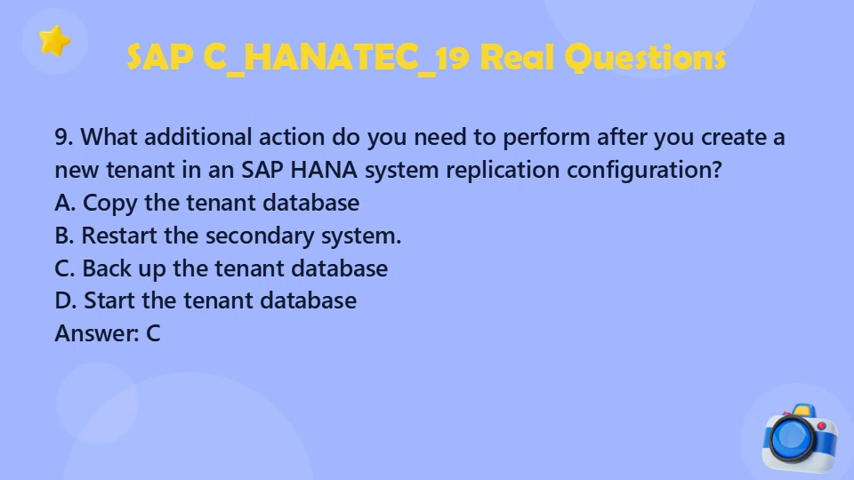 SAP C_HANATEC_19 Real Questions
9. What additional action do you need to perform after you create a
new tenant in an SAP HANA system replication configuration?
A. Copy the tenant database
B. Restart the secondary system.
C. Back up the tenant database
D. Start the tenant database
Answer: C